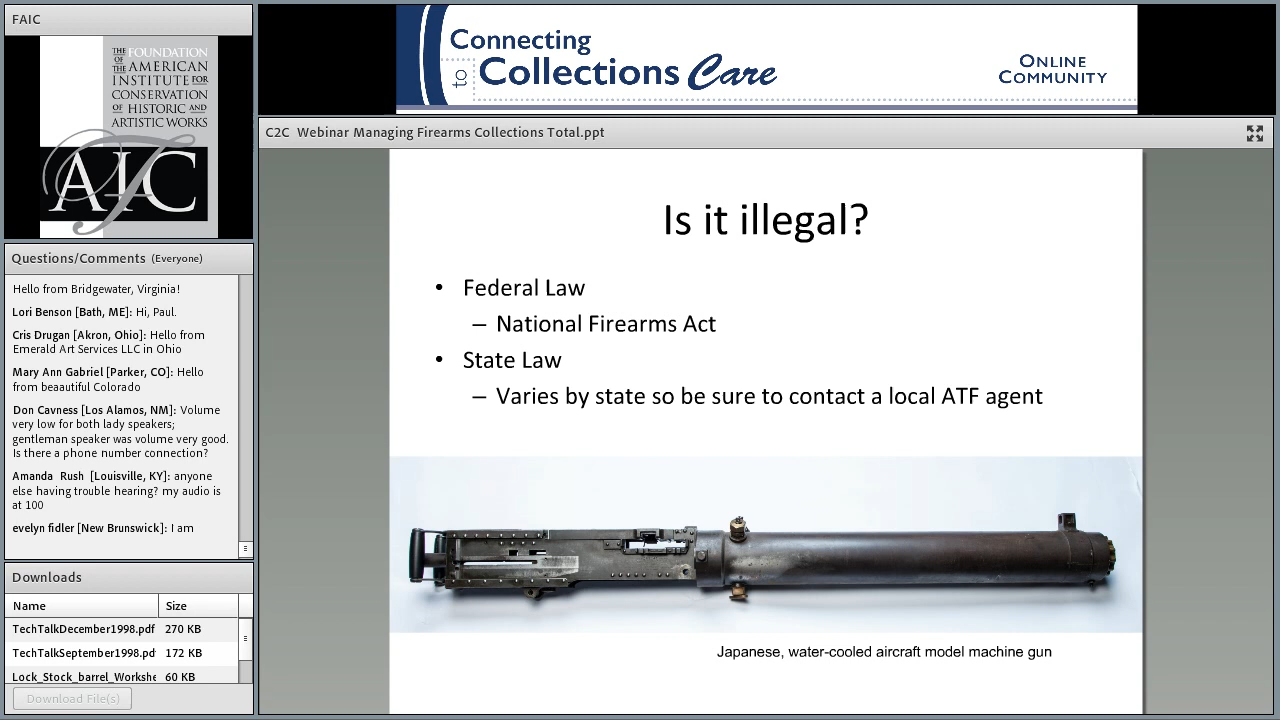 FAIC
THE FOUNDATION
OF THE AMERICAN
INSTITUTE FOR
CONSERVATION
OF HISTORIC AND
ARTISTIC WORKS
AIC
Connecting
to Collections Care
ONLINE
COMMUNITY
Questions/Comments (Everyone)
Hello from Bridgewater, Virginia!
Lori Benson [Bath, ME]: Hi, Paul.
Cris Drugan [Akron, Ohio]: Hello from
Emerald Art Services LLC in Ohio
Mary Ann Gabriel [Parker, CO]: Hello
from beaautiful Colorado
Don Cavness [Los Alamos, NM]: Volume
very low for both lady speakers;
gentleman speaker was volume very good.
Is there a phone number connection?
Amanda Rush [Louisville, KY]: anyone
else having trouble hearing? my audio is
at 100
evelyn fidler [New Brunswick]: I am
Downloads
Name Size
TechTalkDecember1998.pdf 270 KB
TechTalkSeptember1998.pdf 172 KB
Lock_Stock_barrel_Workshe 60 KB
Download File(s)
C2C Webinar Managing Firearms Collections Total.ppt
Is it illegal?
• Federal Law
– National Firearms Act
• State Law
– Varies by state so be sure to contact a local ATF agent
Japanese, water-cooled aircraft model machine gun